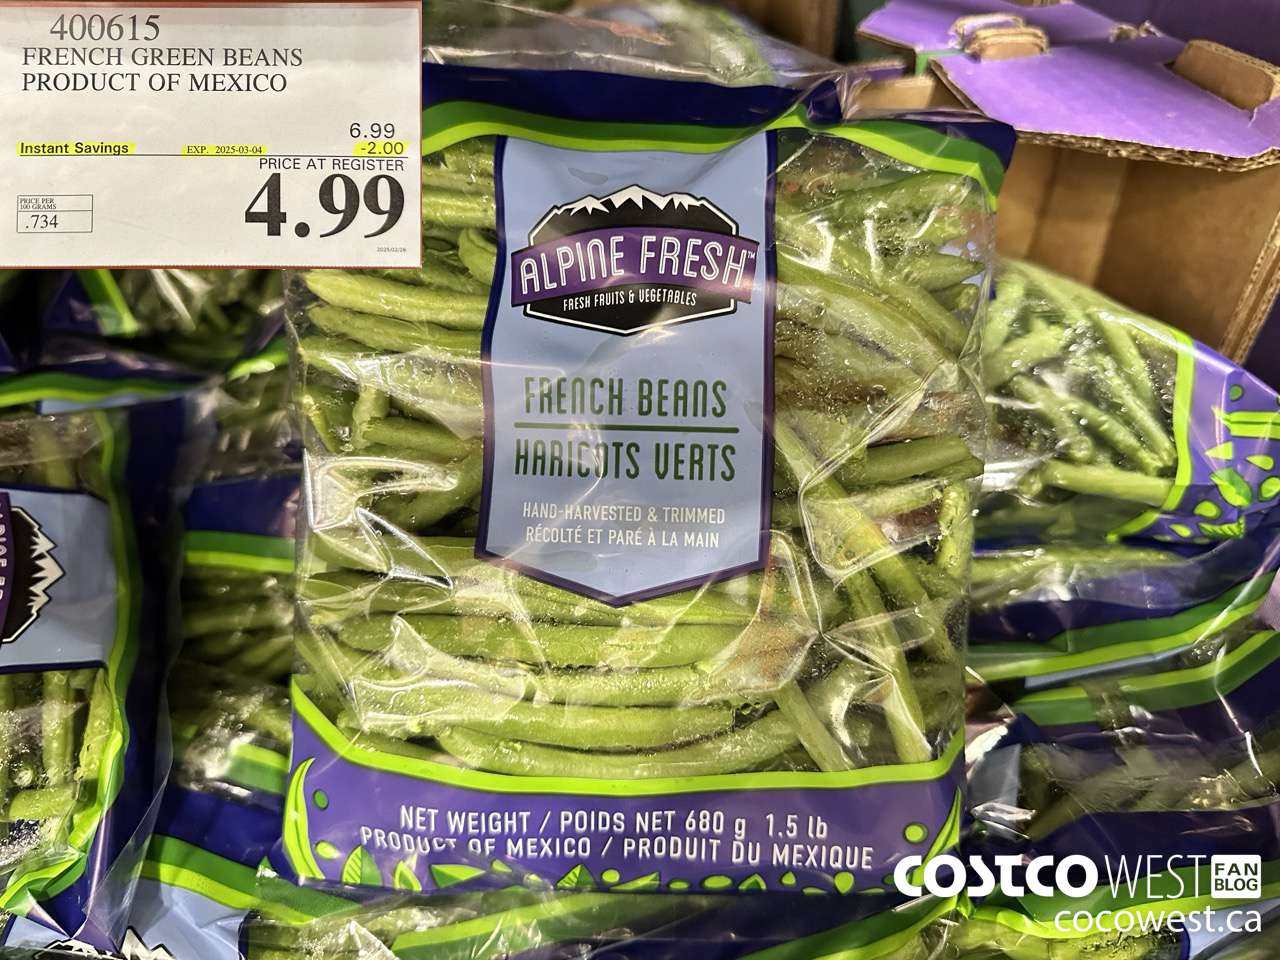 400615
FRENCH GREEN BEANS
PRODUCT OF MEXICO
6.99
Instant Savings EXP. 2025-03-04 -2.00
PRICE AT REGISTER
4.99
PRICE PER
100 GRAMS
.734
2025/02/26
ALPINE FRESH™
FRESH FRUITS & VEGETABLES
FRENCH BEANS
HARICOTS VERTS
HAND-HARVESTED & TRIMMED
RÉCOLTÉ ET PARÉ À LA MAIN
NET WEIGHT / POIDS NET 680 g 1.5 lb
PRODUCT OF MEXICO / PRODUIT DU MEXIQUE
COSTCO WEST FAN BLOG
cocowest.ca